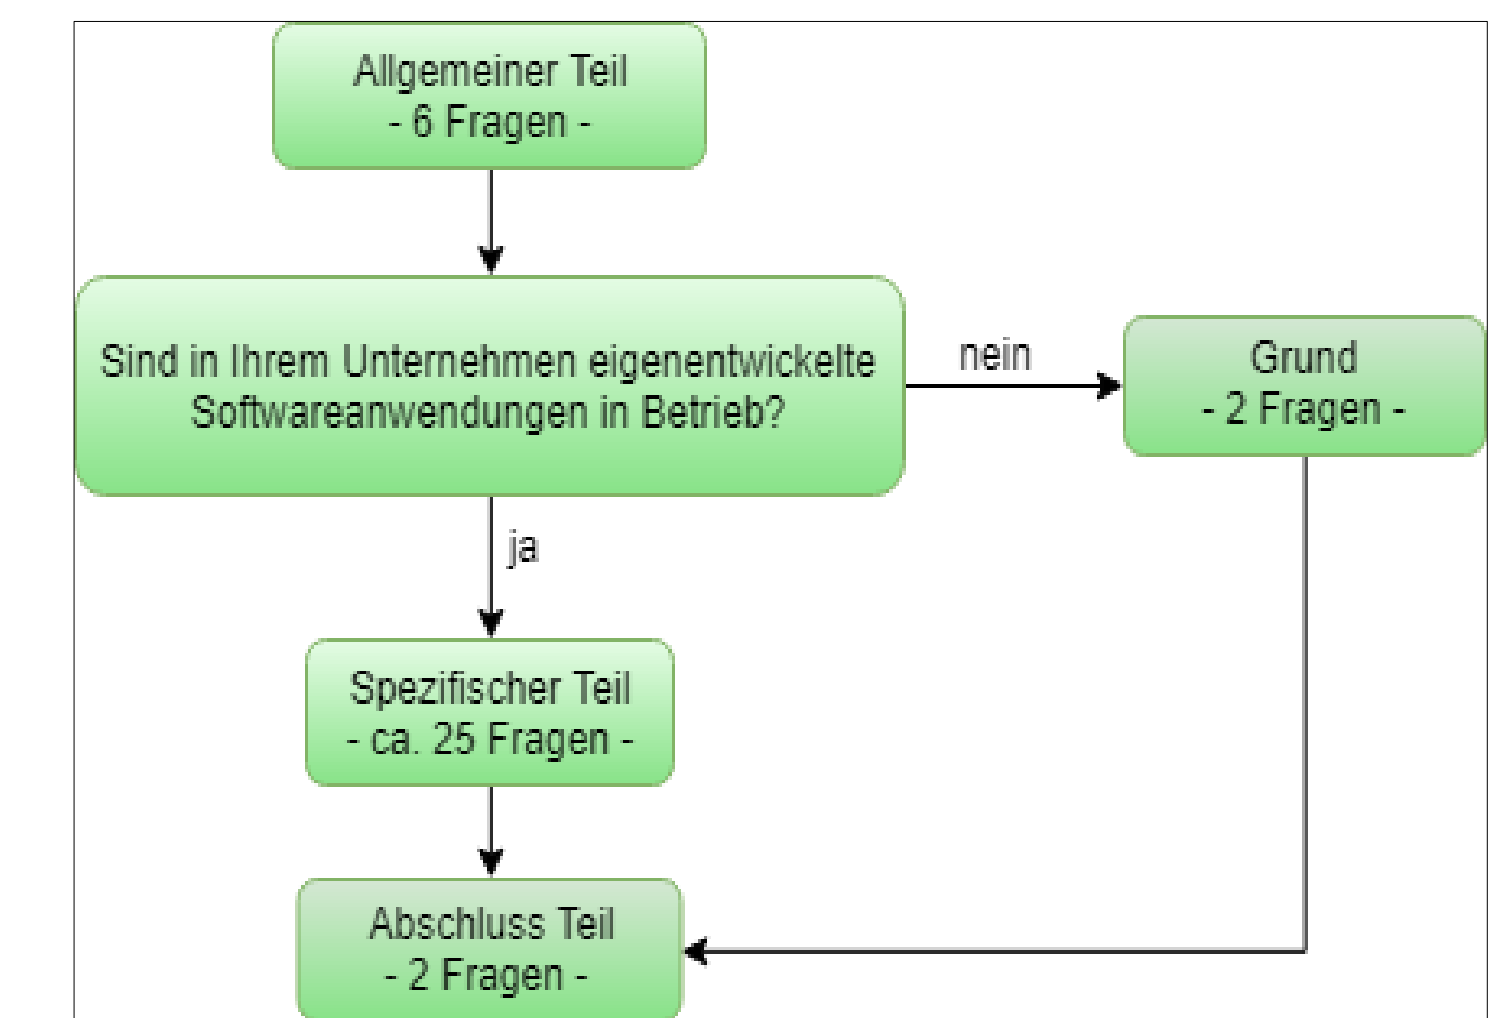 Allgemeiner Teil
- 6 Fragen -
Sind in Ihrem Unternehmen eigenentwickelte
Softwareanwendungen in Betrieb?
nein
Grund
- 2 Fragen -
ja
Spezifischer Teil
- ca. 25 Fragen -
Abschluss Teil
- 2 Fragen -